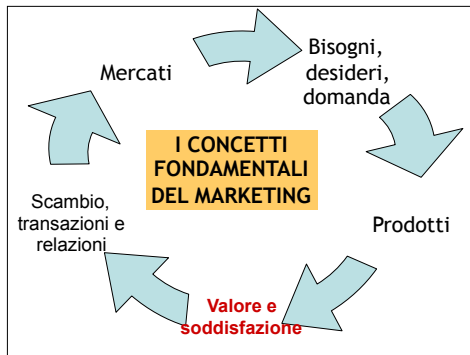 I CONCETTI
FONDAMENTALI
DEL MARKETING
Mercati
Bisogni,
desideri,
domanda
Prodotti
Valore e
soddisfazione
Scambio,
transazioni e
relazioni